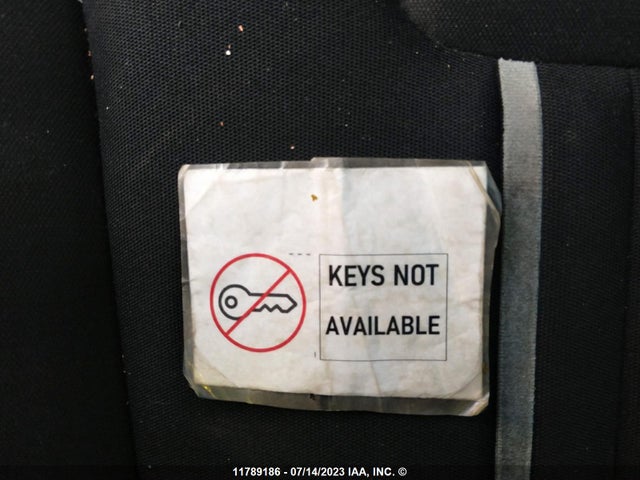 KEYS NOT
AVAILABLE
11789186 - 07/14/2023 IAA, INC. ©